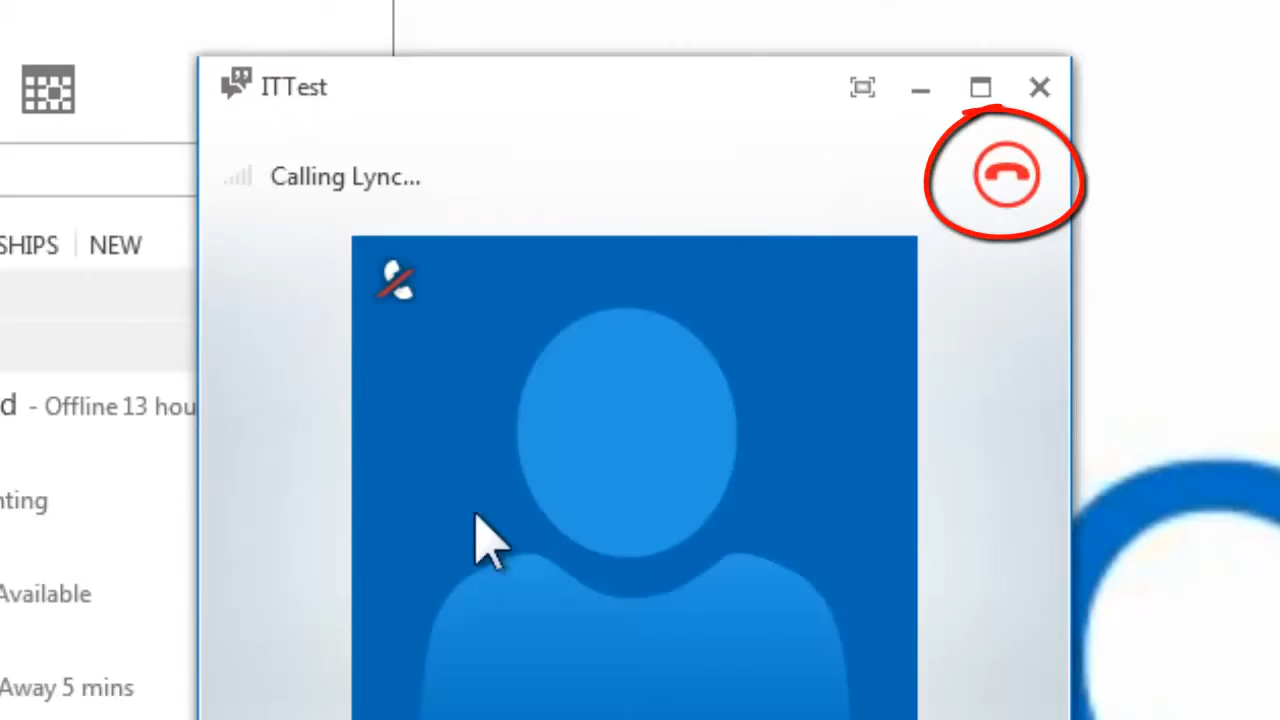 ITTest
Calling Lync...
SHIPS NEW
d - Offline 13 hou
nting
Available
Away 5 mins